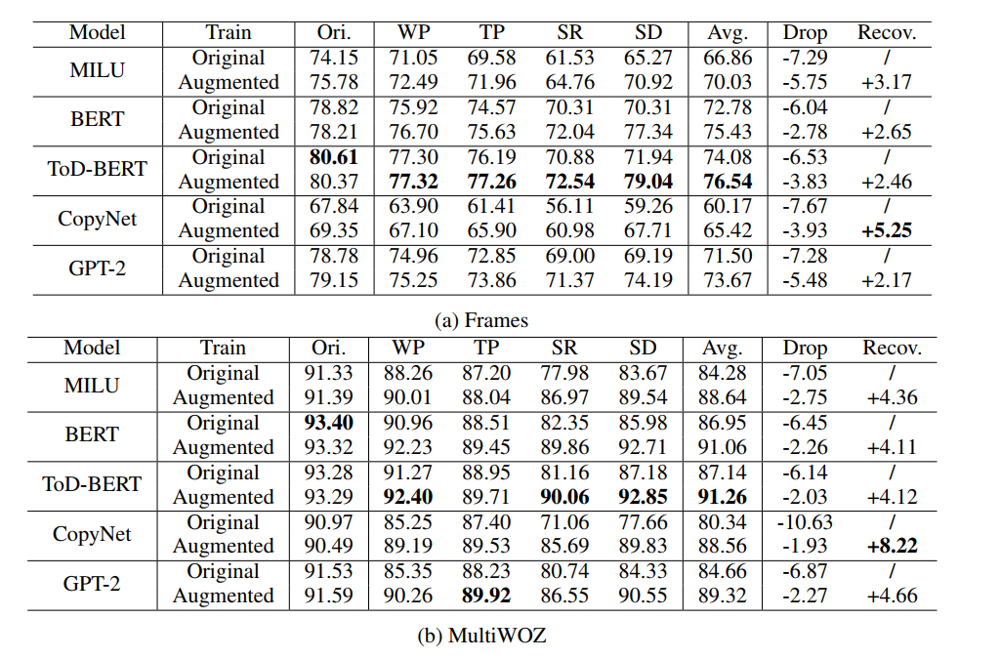 Model Train Ori. WP TP SR SD Avg. Drop Recov.
MILU Original 74.15 71.05 69.58 61.53 65.27 66.86 -7.29 /
Augmented 75.78 72.49 71.96 64.76 70.92 70.03 -5.75 +3.17
BERT Original 78.82 75.92 74.57 70.31 70.31 72.78 -6.04 /
Augmented 78.21 76.70 75.63 72.04 77.34 75.43 -2.78 +2.65
ToD-BERT Original 80.61 77.30 76.19 70.88 71.94 74.08 -6.53 /
Augmented 80.37 77.32 77.26 72.54 79.04 76.54 -3.83 +2.46
CopyNet Original 67.84 63.90 61.41 56.11 59.26 60.17 -7.67 /
Augmented 69.35 67.10 65.90 60.98 67.71 65.42 -3.93 +5.25
GPT-2 Original 78.78 74.96 72.85 69.00 69.19 71.50 -7.28 /
Augmented 79.15 75.25 73.86 71.37 74.19 73.67 -5.48 +2.17
(a) Frames
Model Train Ori. WP TP SR SD Avg. Drop Recov.
MILU Original 91.33 88.26 87.20 77.98 83.67 84.28 -7.05 /
Augmented 91.39 90.01 88.04 86.97 89.54 88.64 -2.75 +4.36
BERT Original 93.40 90.96 88.51 82.35 85.98 86.95 -6.45 /
Augmented 93.32 92.23 89.45 89.86 92.71 91.06 -2.26 +4.11
ToD-BERT Original 93.28 91.27 88.95 81.16 87.18 87.14 -6.14 /
Augmented 93.29 92.40 89.71 90.06 92.85 91.26 -2.03 +4.12
CopyNet Original 90.97 85.25 87.40 71.06 77.66 80.34 -10.63 /
Augmented 90.49 89.19 89.53 85.69 89.83 88.56 -1.93 +8.22
GPT-2 Original 91.53 85.35 88.23 80.74 84.33 84.66 -6.87 /
Augmented 91.59 90.26 89.92 86.55 90.55 89.32 -2.27 +4.66
(b) MultiWOZ